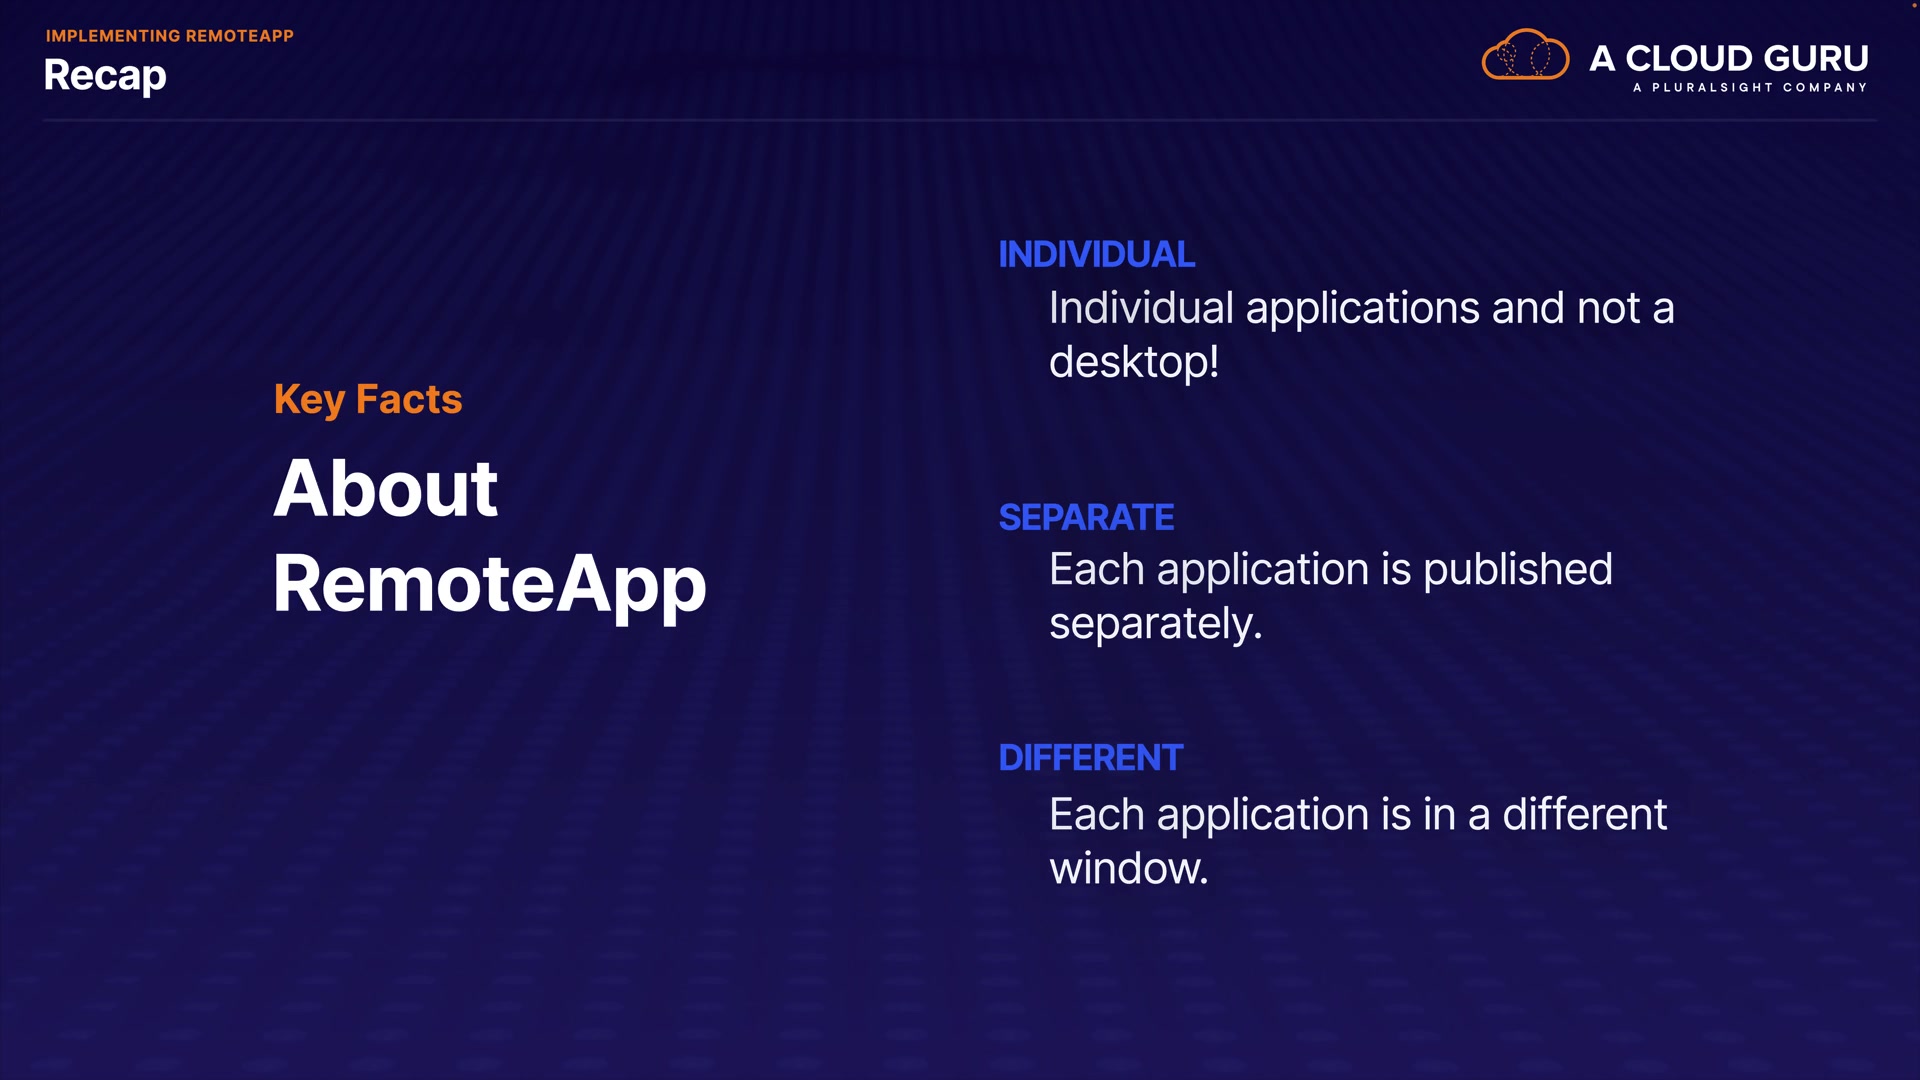 IMPLEMENTING REMOTEAPP
Recap
A CLOUD GURU
A PLURALSIGHT COMPANY
Key Facts
About
RemoteApp
INDIVIDUAL
Individual applications and not a
desktop!
SEPARATE
Each application is published
separately.
DIFFERENT
Each application is in a different
window.